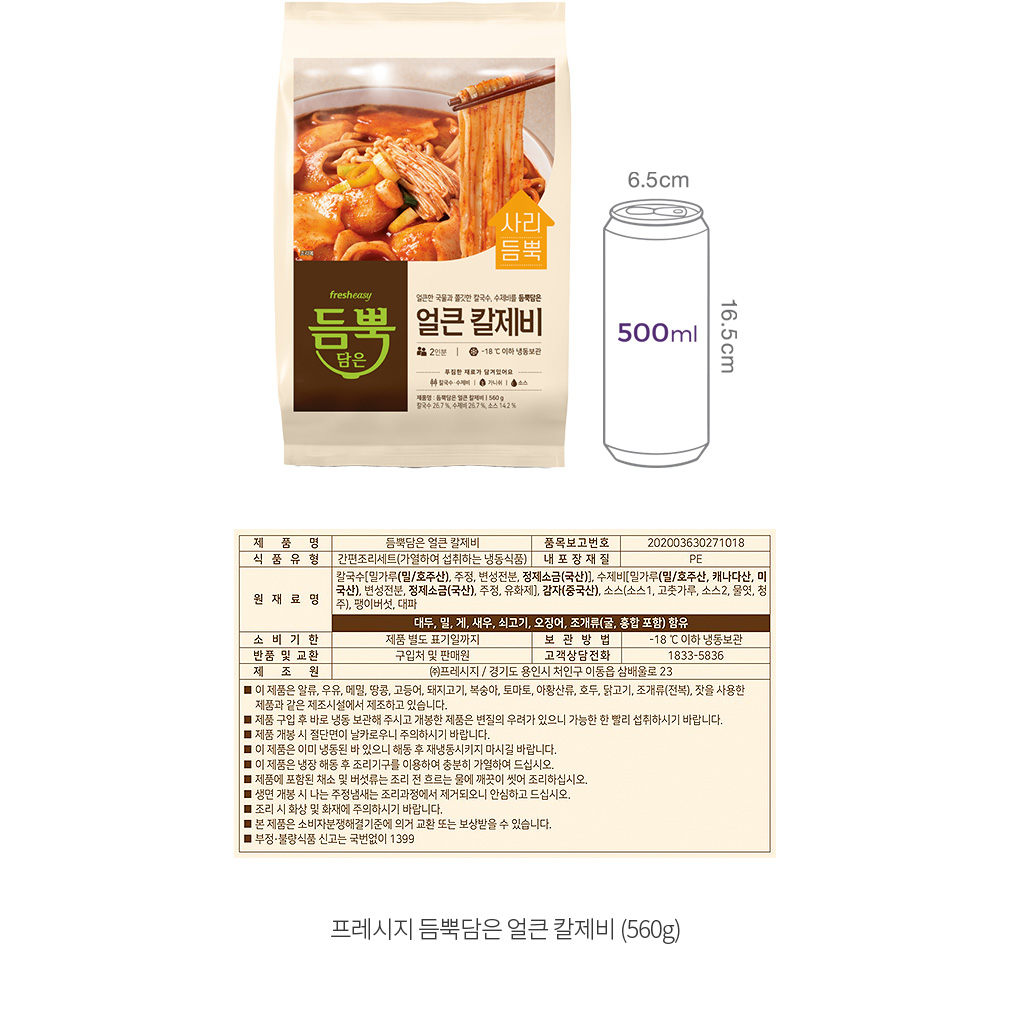 사리
듬뿍
fresheasy
듬뿍
담은
얼큰한 국물과 쫄깃한 칼국수, 수제비를 듬뿍담은
얼큰 칼제비
2인분 | -18 ℃ 이하 냉동보관
푸짐한 재료가 담겨있어요
칼국수·수제비 | 가니쉬 | 소스
제품명 : 듬뿍담은 얼큰 칼제비 | 560 g
칼국수 26.7 %, 수제비 26.7 %, 소스 14.2 %
6.5cm
500ml
16.5cm
제품명 듬뿍담은 얼큰 칼제비 품목보고번호 202003630271018
식품유형 간편조리세트(가열하여 섭취하는 냉동식품) 내포장재질 PE
원재료명
칼국수[밀가루(밀/호주산), 주정, 변성전분, 정제소금(국산)], 수제비[밀가루(밀/호주산, 캐나다산, 미
국산), 변성전분, 정제소금(국산), 주정, 유화제], 감자(중국산), 소스(소스1, 고춧가루, 소스2, 물엿, 청
주), 팽이버섯, 대파
대두, 밀, 게, 새우, 쇠고기, 오징어, 조개류(굴, 홍합 포함) 함유
소비기한 제품 별도 표기일까지 보관방법 -18 ℃ 이하 냉동보관
반품 및 교환 구입처 및 판매원 고객상담전화 1833-5836
제조원 ㈜프레시지 / 경기도 용인시 처인구 이동읍 삼배울로 23
■ 이 제품은 알류, 우유, 메밀, 땅콩, 고등어, 돼지고기, 복숭아, 토마토, 아황산류, 호두, 닭고기, 조개류(전복), 잣을 사용한
제품과 같은 제조시설에서 제조하고 있습니다.
■ 제품 구입 후 바로 냉동 보관해 주시고 개봉한 제품은 변질의 우려가 있으니 가능한 한 빨리 섭취하시기 바랍니다.
■ 제품 개봉 시 절단면이 날카로우니 주의하시기 바랍니다.
■ 이 제품은 이미 냉동된 바 있으니 해동 후 재냉동시키지 마시길 바랍니다.
■ 이 제품은 냉장 해동 후 조리기구를 이용하여 충분히 가열하여 드십시오.
■ 제품에 포함된 채소 및 버섯류는 조리 전 흐르는 물에 깨끗이 씻어 조리하십시오.
■ 생면 개봉 시 나는 주정냄새는 조리과정에서 제거되오니 안심하고 드십시오.
■ 조리 시 화상 및 화재에 주의하시기 바랍니다.
■ 본 제품은 소비자분쟁해결기준에 의거 교환 또는 보상받을 수 있습니다.
■ 부정·불량식품 신고는 국번없이 1399
프레시지 듬뿍담은 얼큰 칼제비 (560g)